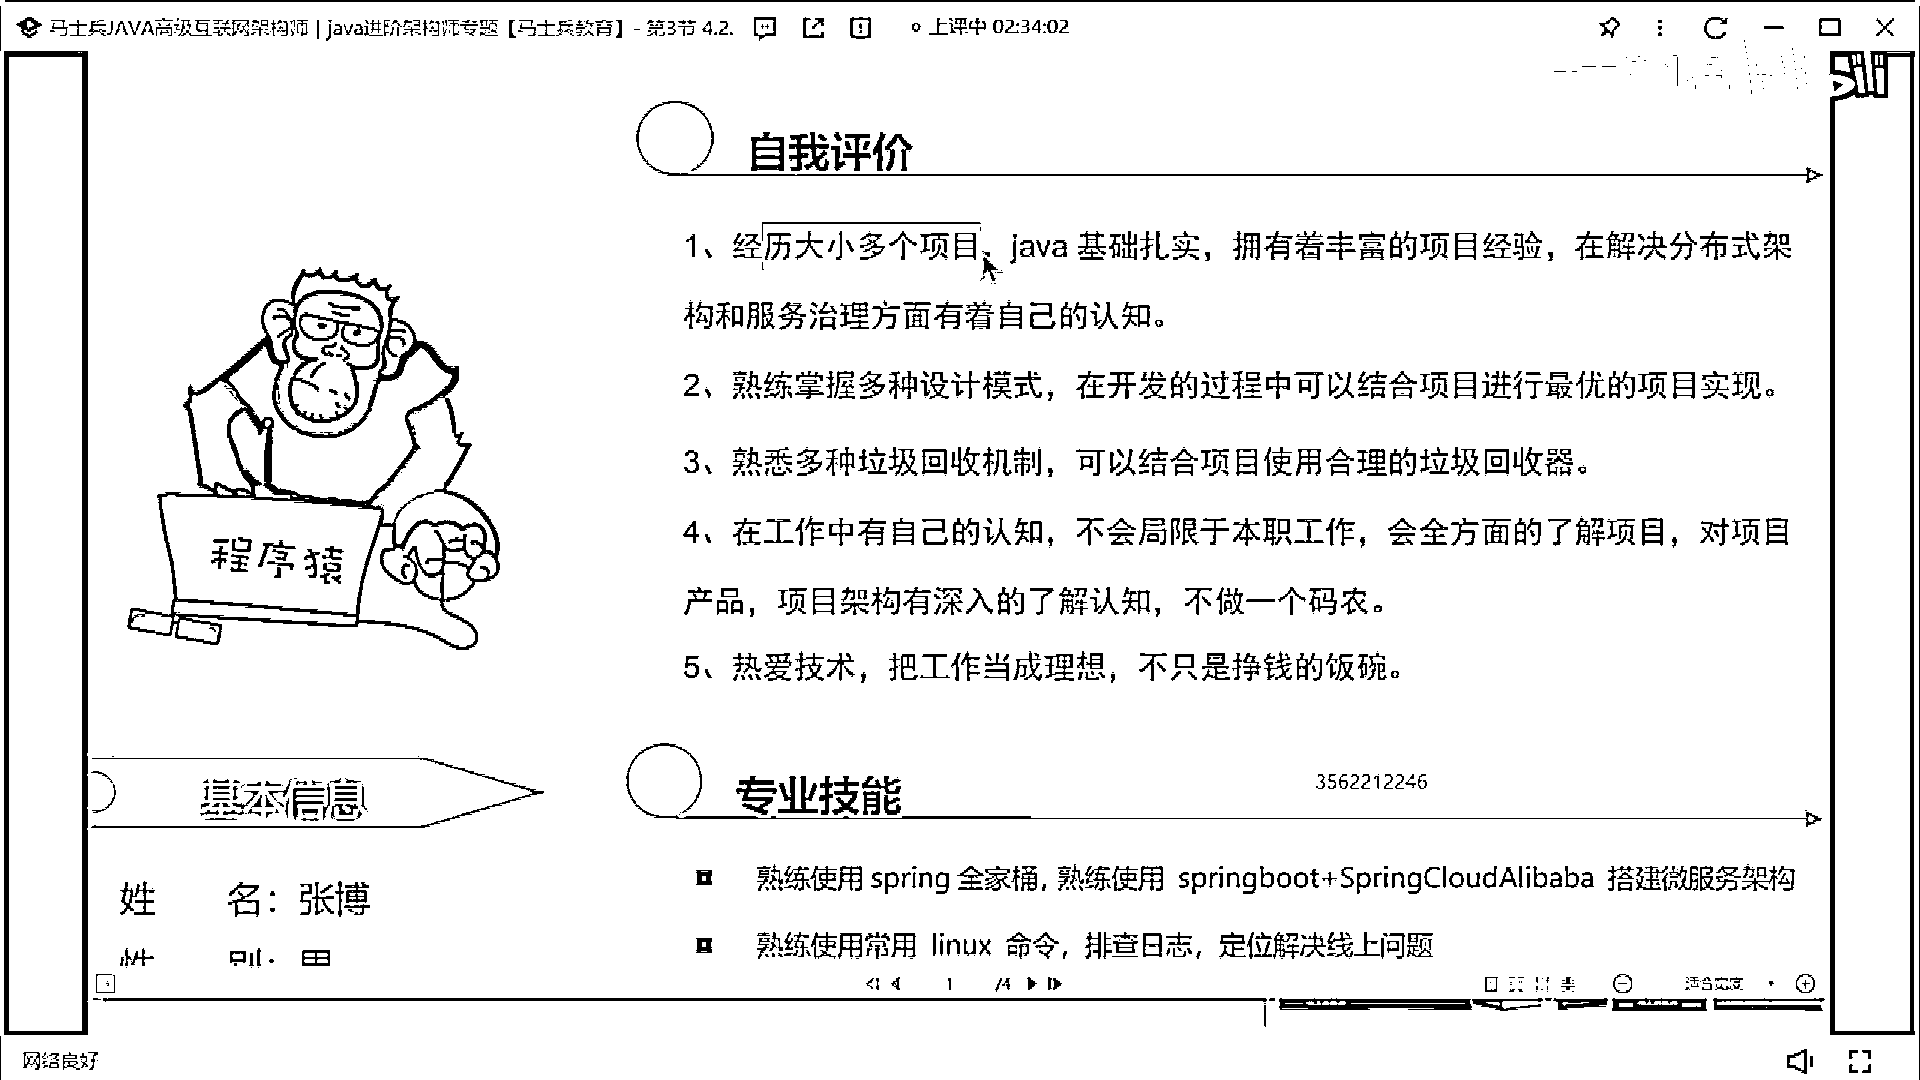 马士兵JAVA高级互联网架构师 | java进阶架构师专题【马士兵教育】- 第3节 4.2. 上课中 02:34:02
自我评价
1、经历大小多个项目，java 基础扎实，拥有着丰富的项目经验，在解决分布式架
构和服务治理方面有着自己的认知。
2、熟练掌握多种设计模式，在开发的过程中可以结合项目进行最优的项目实现。
3、熟悉多种垃圾回收机制，可以结合项目使用合理的垃圾回收器。
4、在工作中有自己的认知，不会局限于本职工作，会全方面的了解项目，对项目
产品，项目架构有深入的了解认知，不做一个码农。
5、热爱技术，把工作当成理想，不只是挣钱的饭碗。
程序猿
基本信息
专业技能
3562212246
姓 名：张博
熟练使用 spring 全家桶, 熟练使用 springboot+SpringCloudAlibaba 搭建微服务架构
熟练使用常用 linux 命令，排查日志，定位解决线上问题
1 /4
适合宽度
网络良好